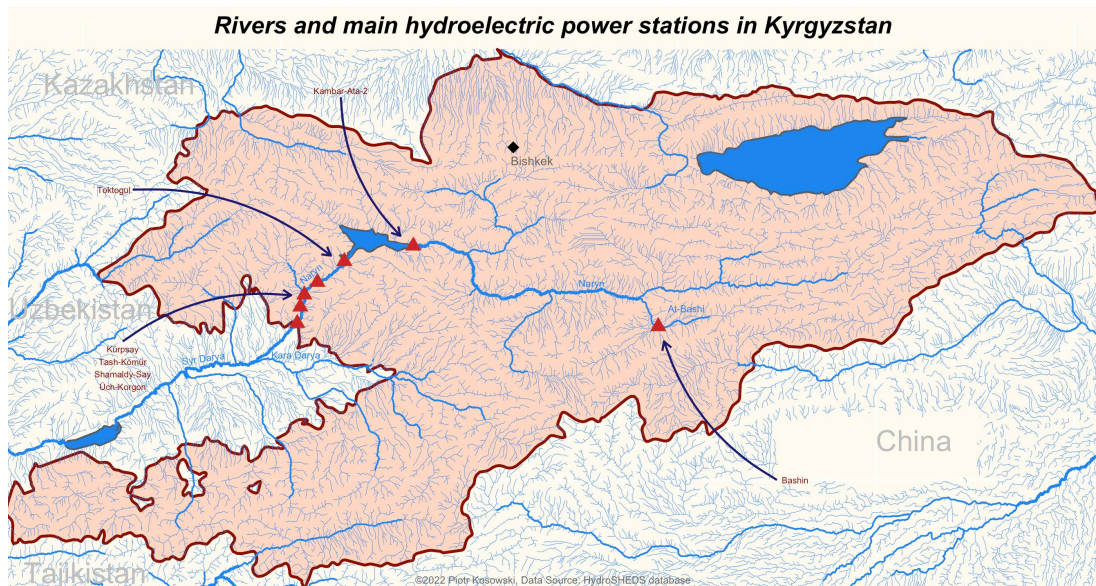 Rivers and main hydroelectric power stations in Kyrgyzstan
Kazakhstan
Kambar-Ata-2
Bishkek
Toktogul
Naryn
Naryn
Uzbekistan
At-Bashi
Kürpsay
Tash-Kömür
Shamaldy-Say
Üch-Korgon
Syr Darya
Kara Darya
China
Bashin
Tajikistan
©2022 Piotr Kosowski, Data Source: HydroSHEDS database